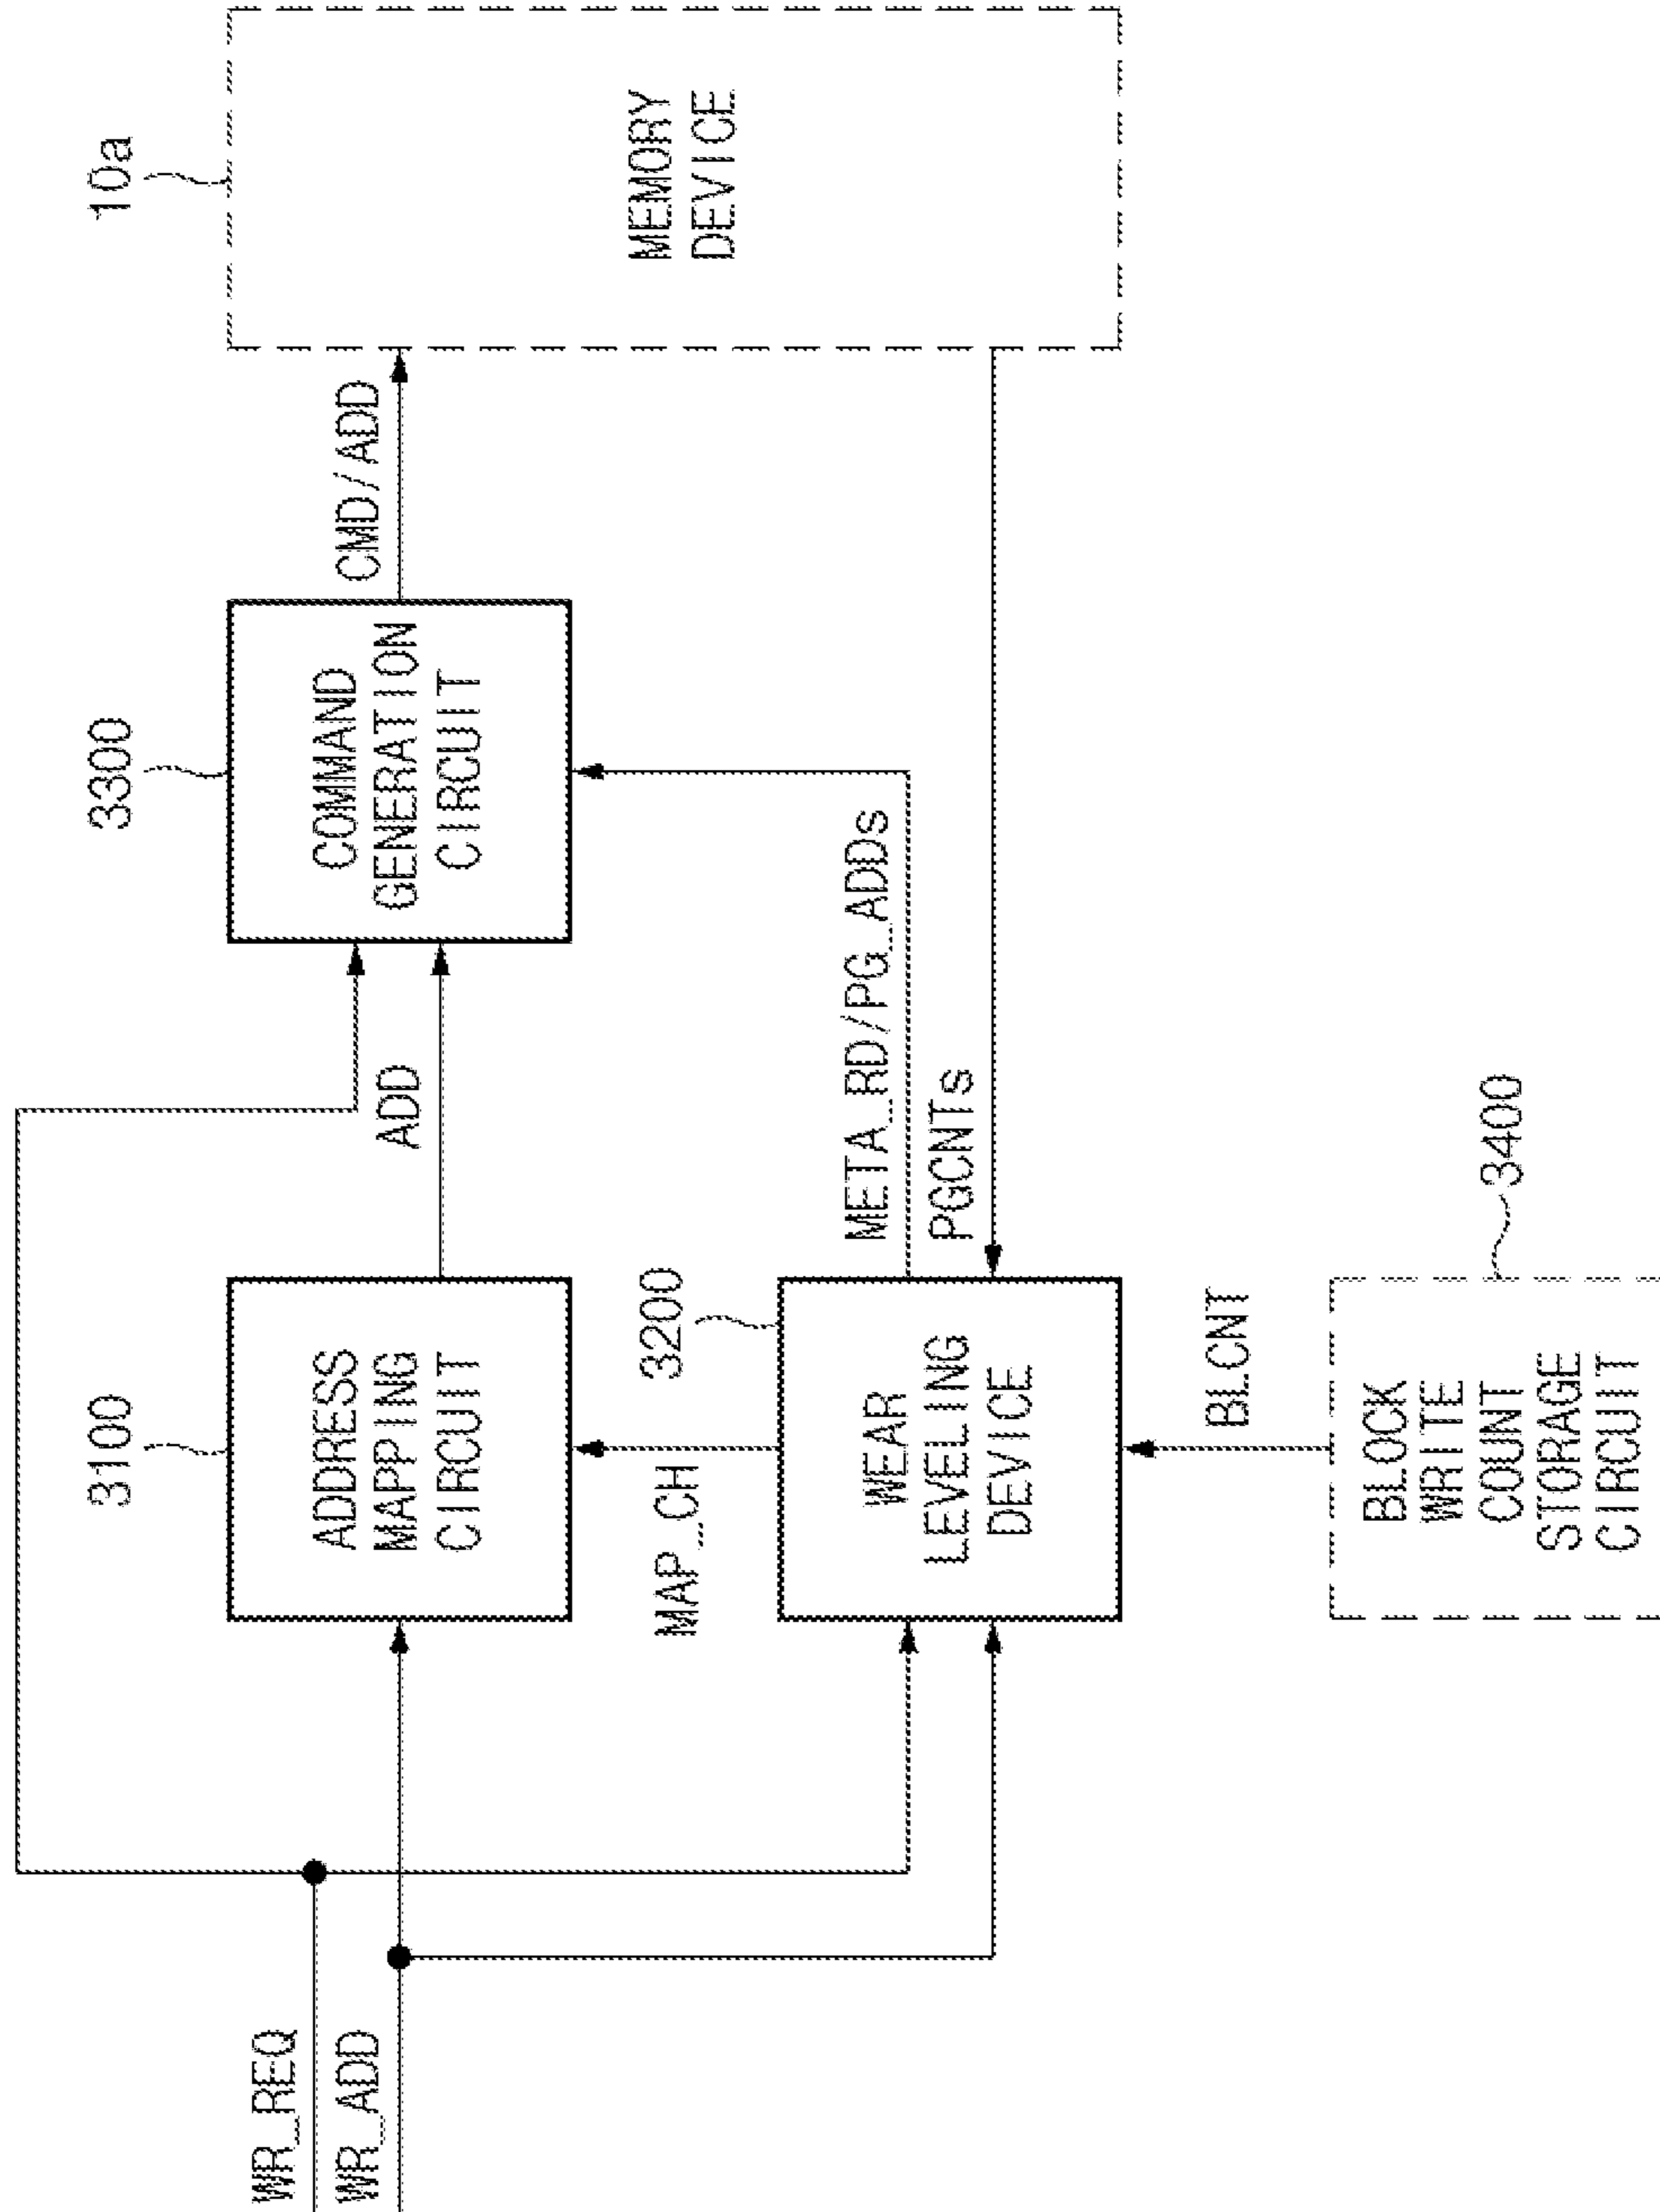 10a
3300
3100
MEMORY
DEVICE
COMMAND
GENERATION
CIRCUIT
ADDRESS
MAPPING
CIRCUIT
WR_REQ
WR_ADD
ADD
CMD/ADD
MAP_CH
3200
META_RD/PG_ADDs
PGCNTs
WEAR
LEVELING
DEVICE
BLCNT
3400
BLOCK
WRITE
COUNT
STORAGE
CIRCUIT